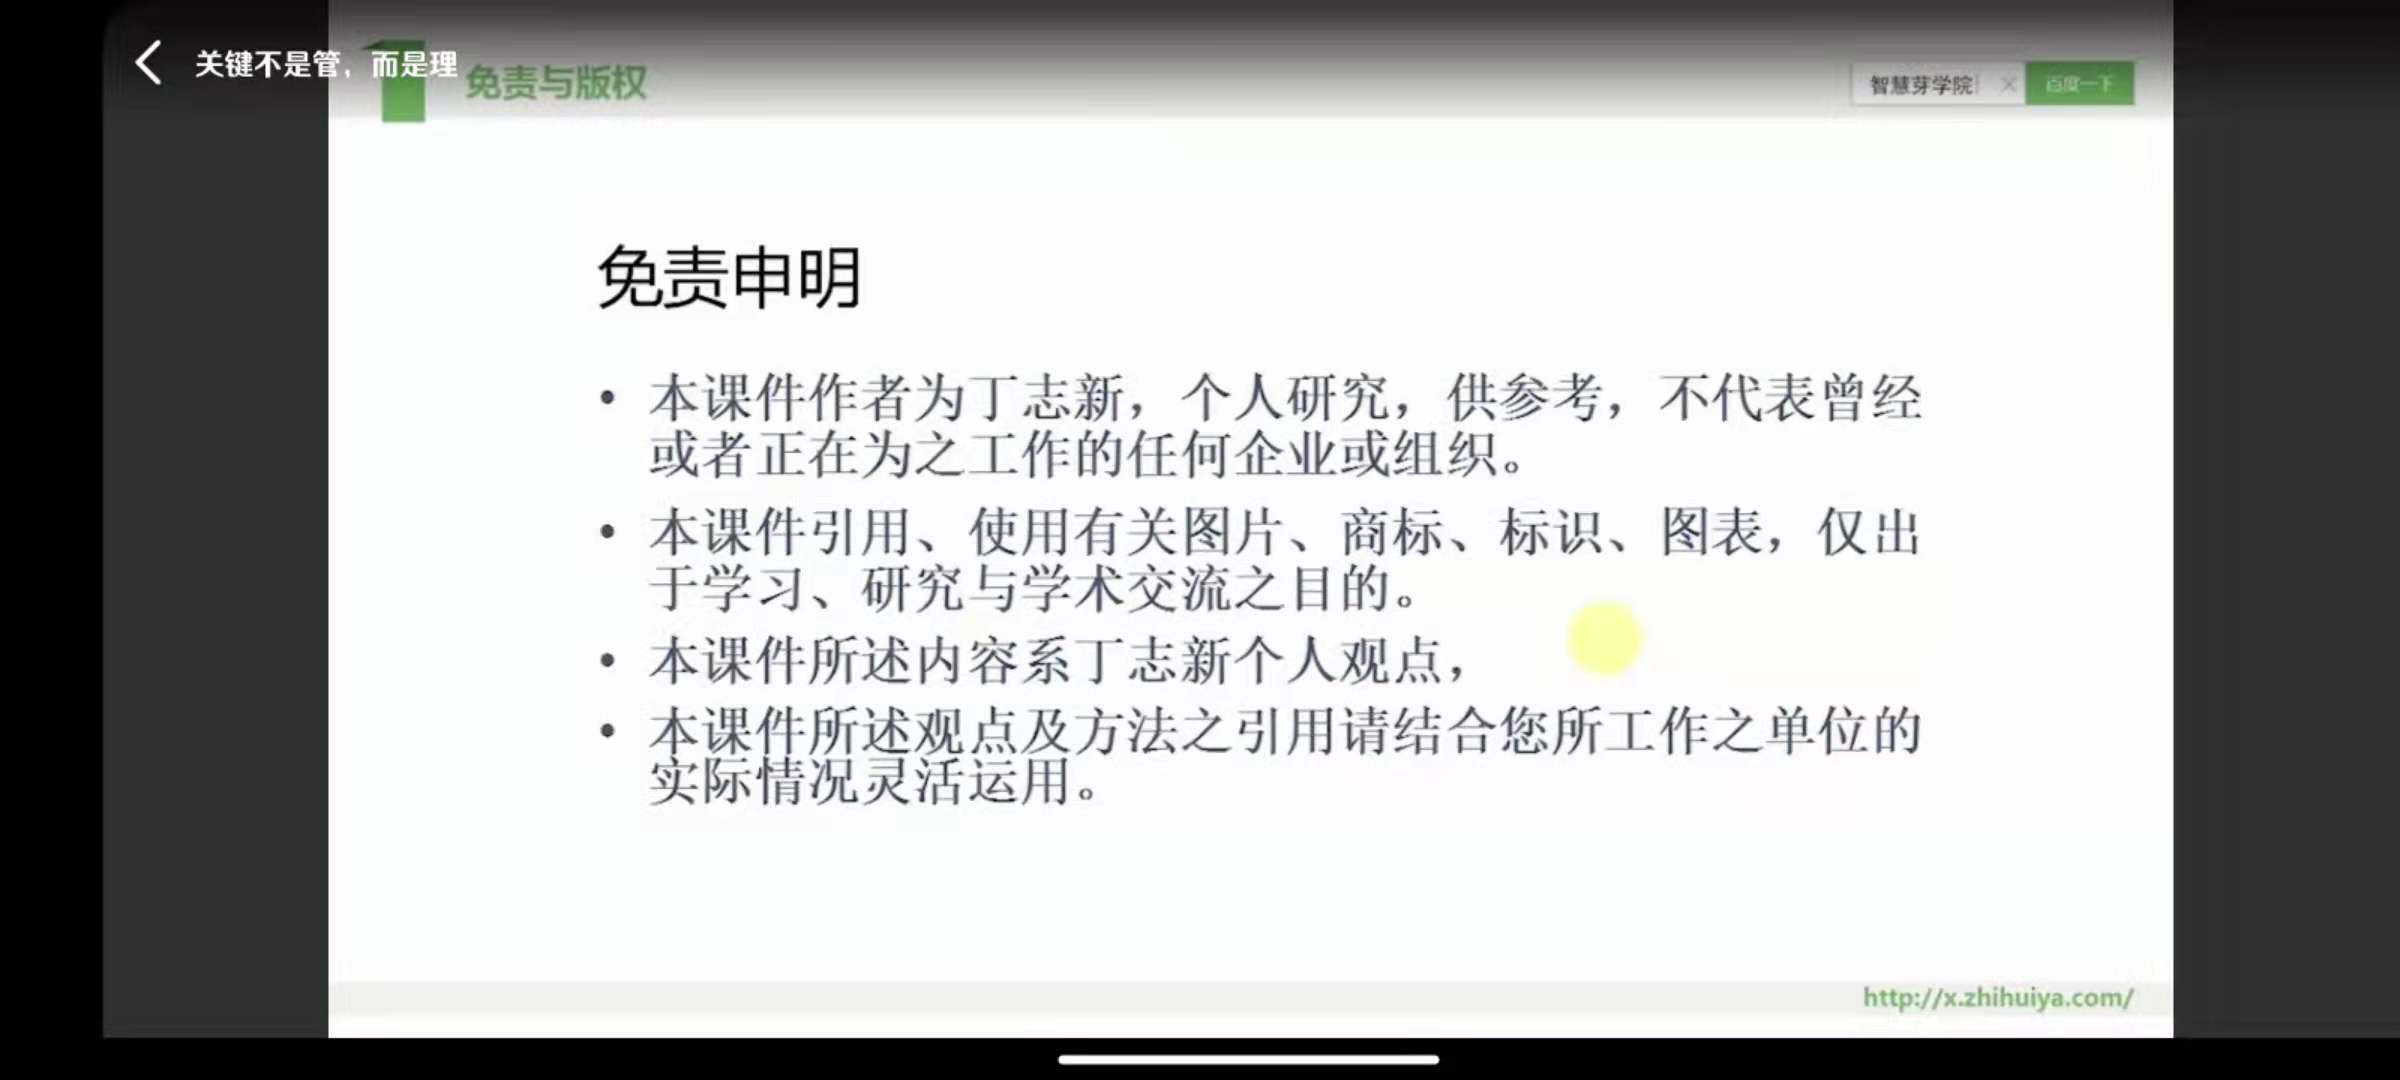 关键不是管，而是理
免责与版权
智慧芽学院
百度一下
免责申明
• 本课件作者为丁志新，个人研究，供参考，不代表曾经
或者正在为之工作的任何企业或组织。
• 本课件引用、使用有关图片、商标、标识、图表，仅出
于学习、研究与学术交流之目的。
• 本课件所述内容系丁志新个人观点，
• 本课件所述观点及方法之引用请结合您所工作之单位的
实际情况灵活运用。
http://x.zhihuiya.com/